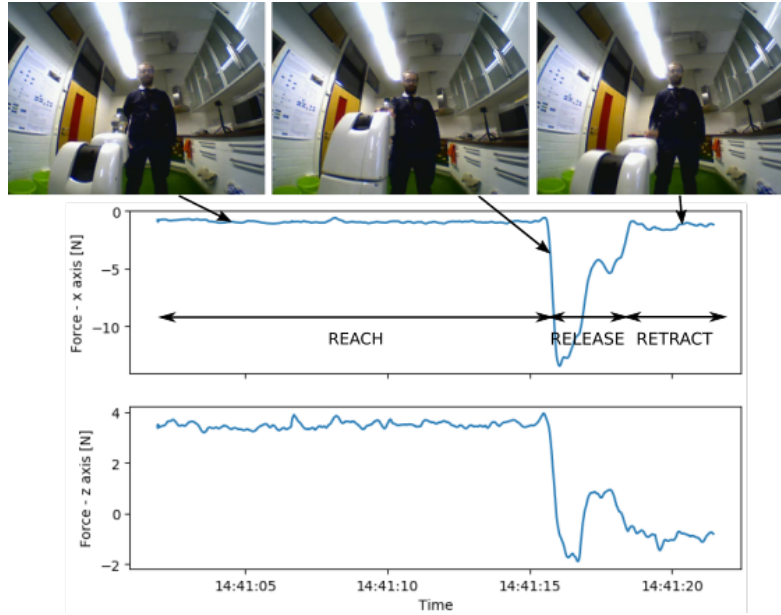 0
−5
−10
Force - x axis [N]
REACH
RELEASE
RETRACT
4
2
0
−2
Force - z axis [N]
14:41:05
14:41:10
14:41:15
14:41:20
Time